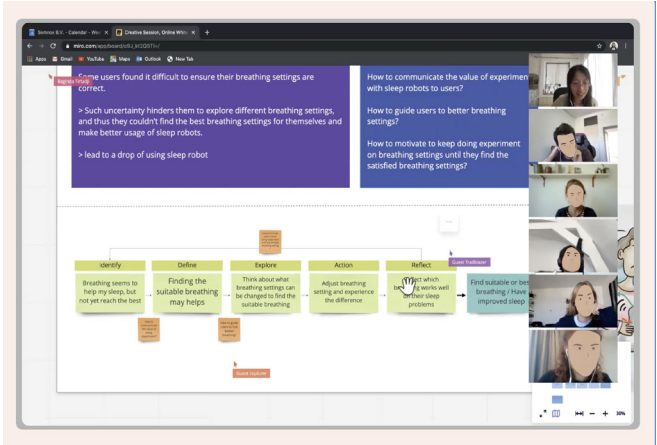 Somnox B.V. - Calendar - Wee
Creative Session, Online White
miro.com/app/board/
Apps
Gmail
YouTube
Maps
Outlook
New Tab
Some users found it difficult to ensure their breathing settings are
correct.
> Such uncertainty hinders them to explore different breathing settings,
and thus they couldn't find the best breathing settings for themselves and
make better usage of sleep robots.
> lead to a drop of using sleep robot
How to communicate the value of experimen
with sleep robots to users?
How to guide users to better breathing
settings?
How to motivate to keep doing experiment
on breathing settings until they find the
satisfied breathing settings?
Guest Trailblazer
Identify
Define
Explore
Action
Reflect
Breathing seems to
help my sleep, but
not yet reach the best
Finding the
suitable breathing
may helps
Think about what
breathing settings can
be changed to find the
suitable breathing
Adjust breathing
setting and experience
the difference
which
works well
their sleep
problems
Find suitable or bes
breathing / Have
improved sleep
Guest Explorer
30%